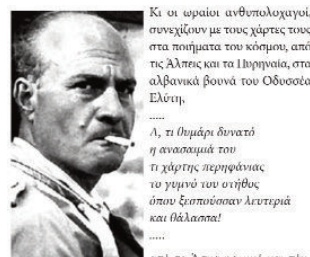 Κι οι ωραίοι ανθυπολοχαγοί,
συνεχίζουν με τους χάρτες τους
στα ποιήματα του κόσμου, από
τις Άλπεις και τα Πυρηναία, στα
αλβανικά βουνά του Οδυσσέα
Ελύτη,
.....
Α, τι θυμάρι δυνατό
η ανασαιμιά του
τι χάρτης περηφάνιας
το γυμνό του στήθος
όπου ξεσπούσαν λευτεριά
και θάλασσα!
.....